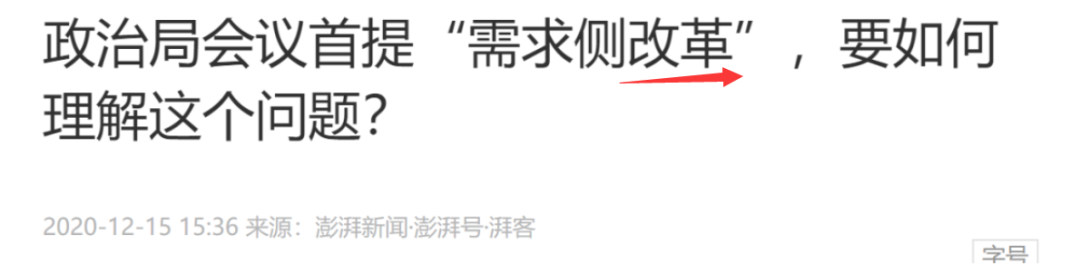 政治局会议首提“需求侧改革”，要如何
理解这个问题？
2020-12-15 15:36 来源：澎湃新闻·澎湃号·湃客
字号